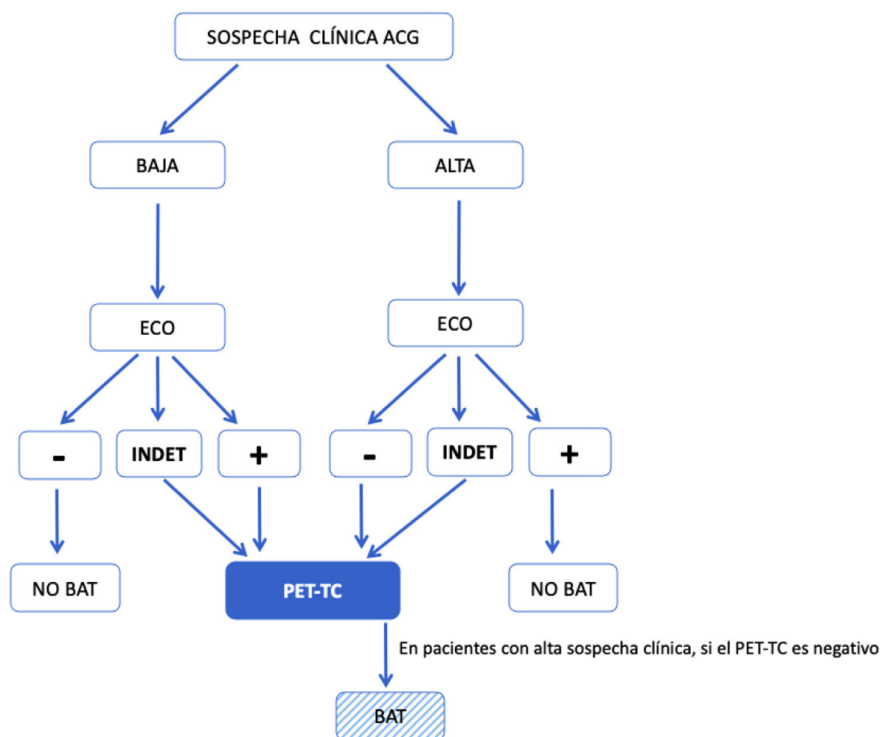 SOSPECHA CLÍNICA ACG
BAJA
ALTA
ECO
ECO
-
INDET
+
-
INDET
+
NO BAT
PET-TC
NO BAT
En pacientes con alta sospecha clínica, si el PET-TC es negativo
BAT